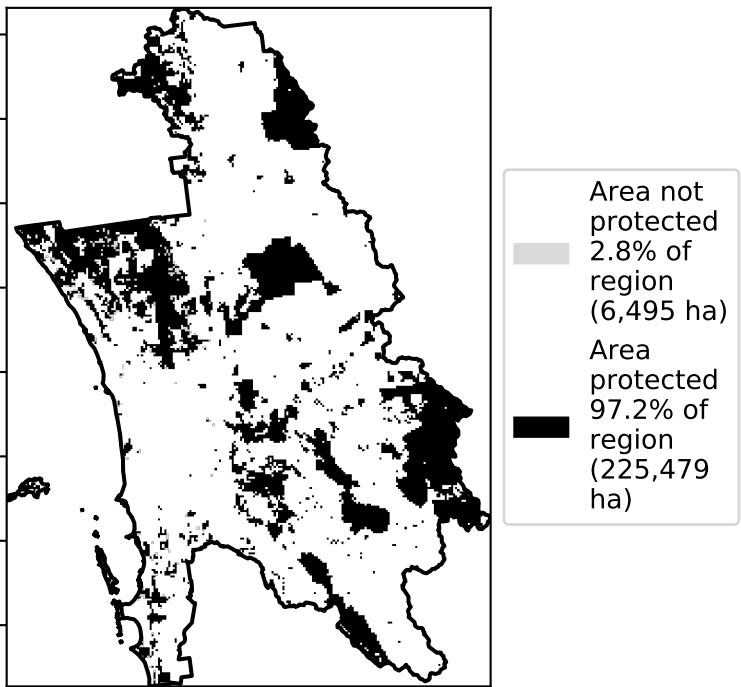 Area not
protected
2.8% of
region
(6,495 ha)
Area
protected
97.2% of
region
(225,479
ha)